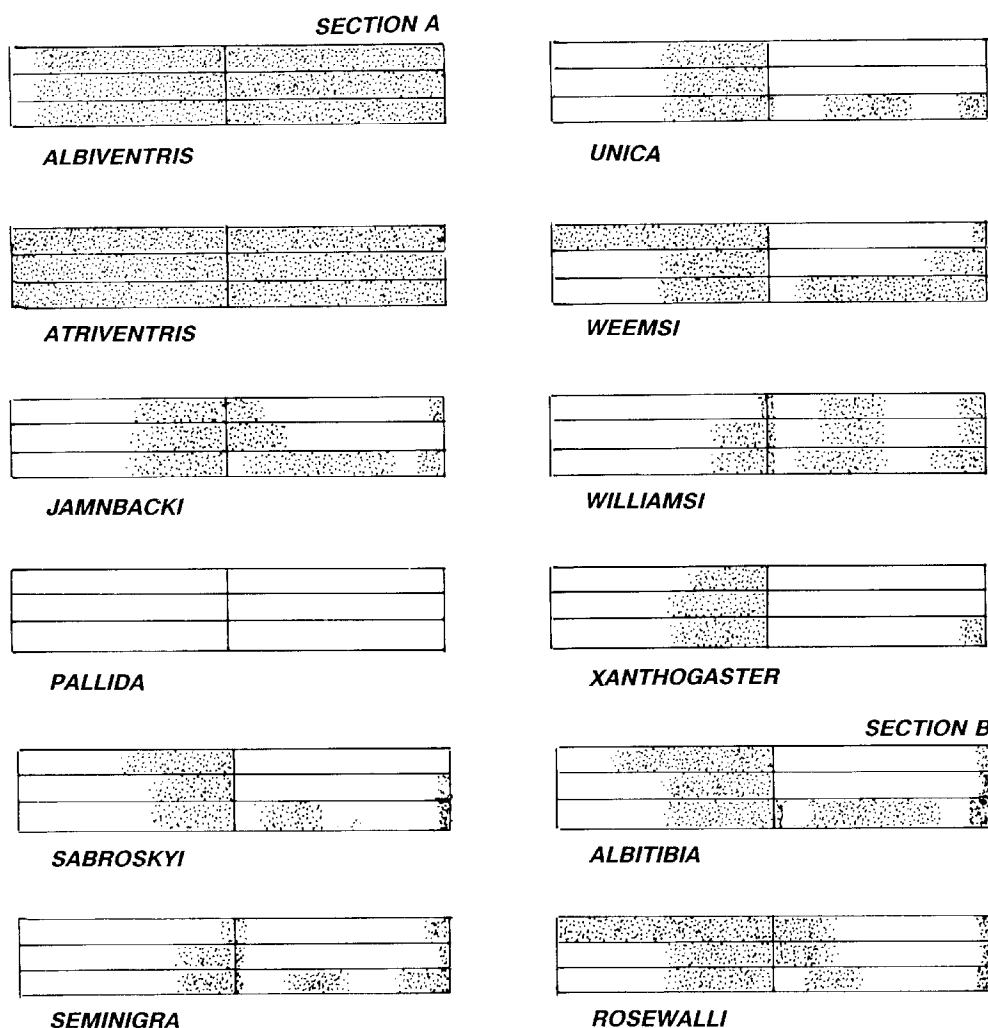 SECTION A
ALBIVENTRIS
UNICA
ATRIVENTRIS
WEEMSI
JAMNBACKI
WILLIAMSI
PALLIDA
XANTHOGASTER
SECTION B
SABROSKYI
ALBITIBIA
SEMINIGRA
ROSEWALLI